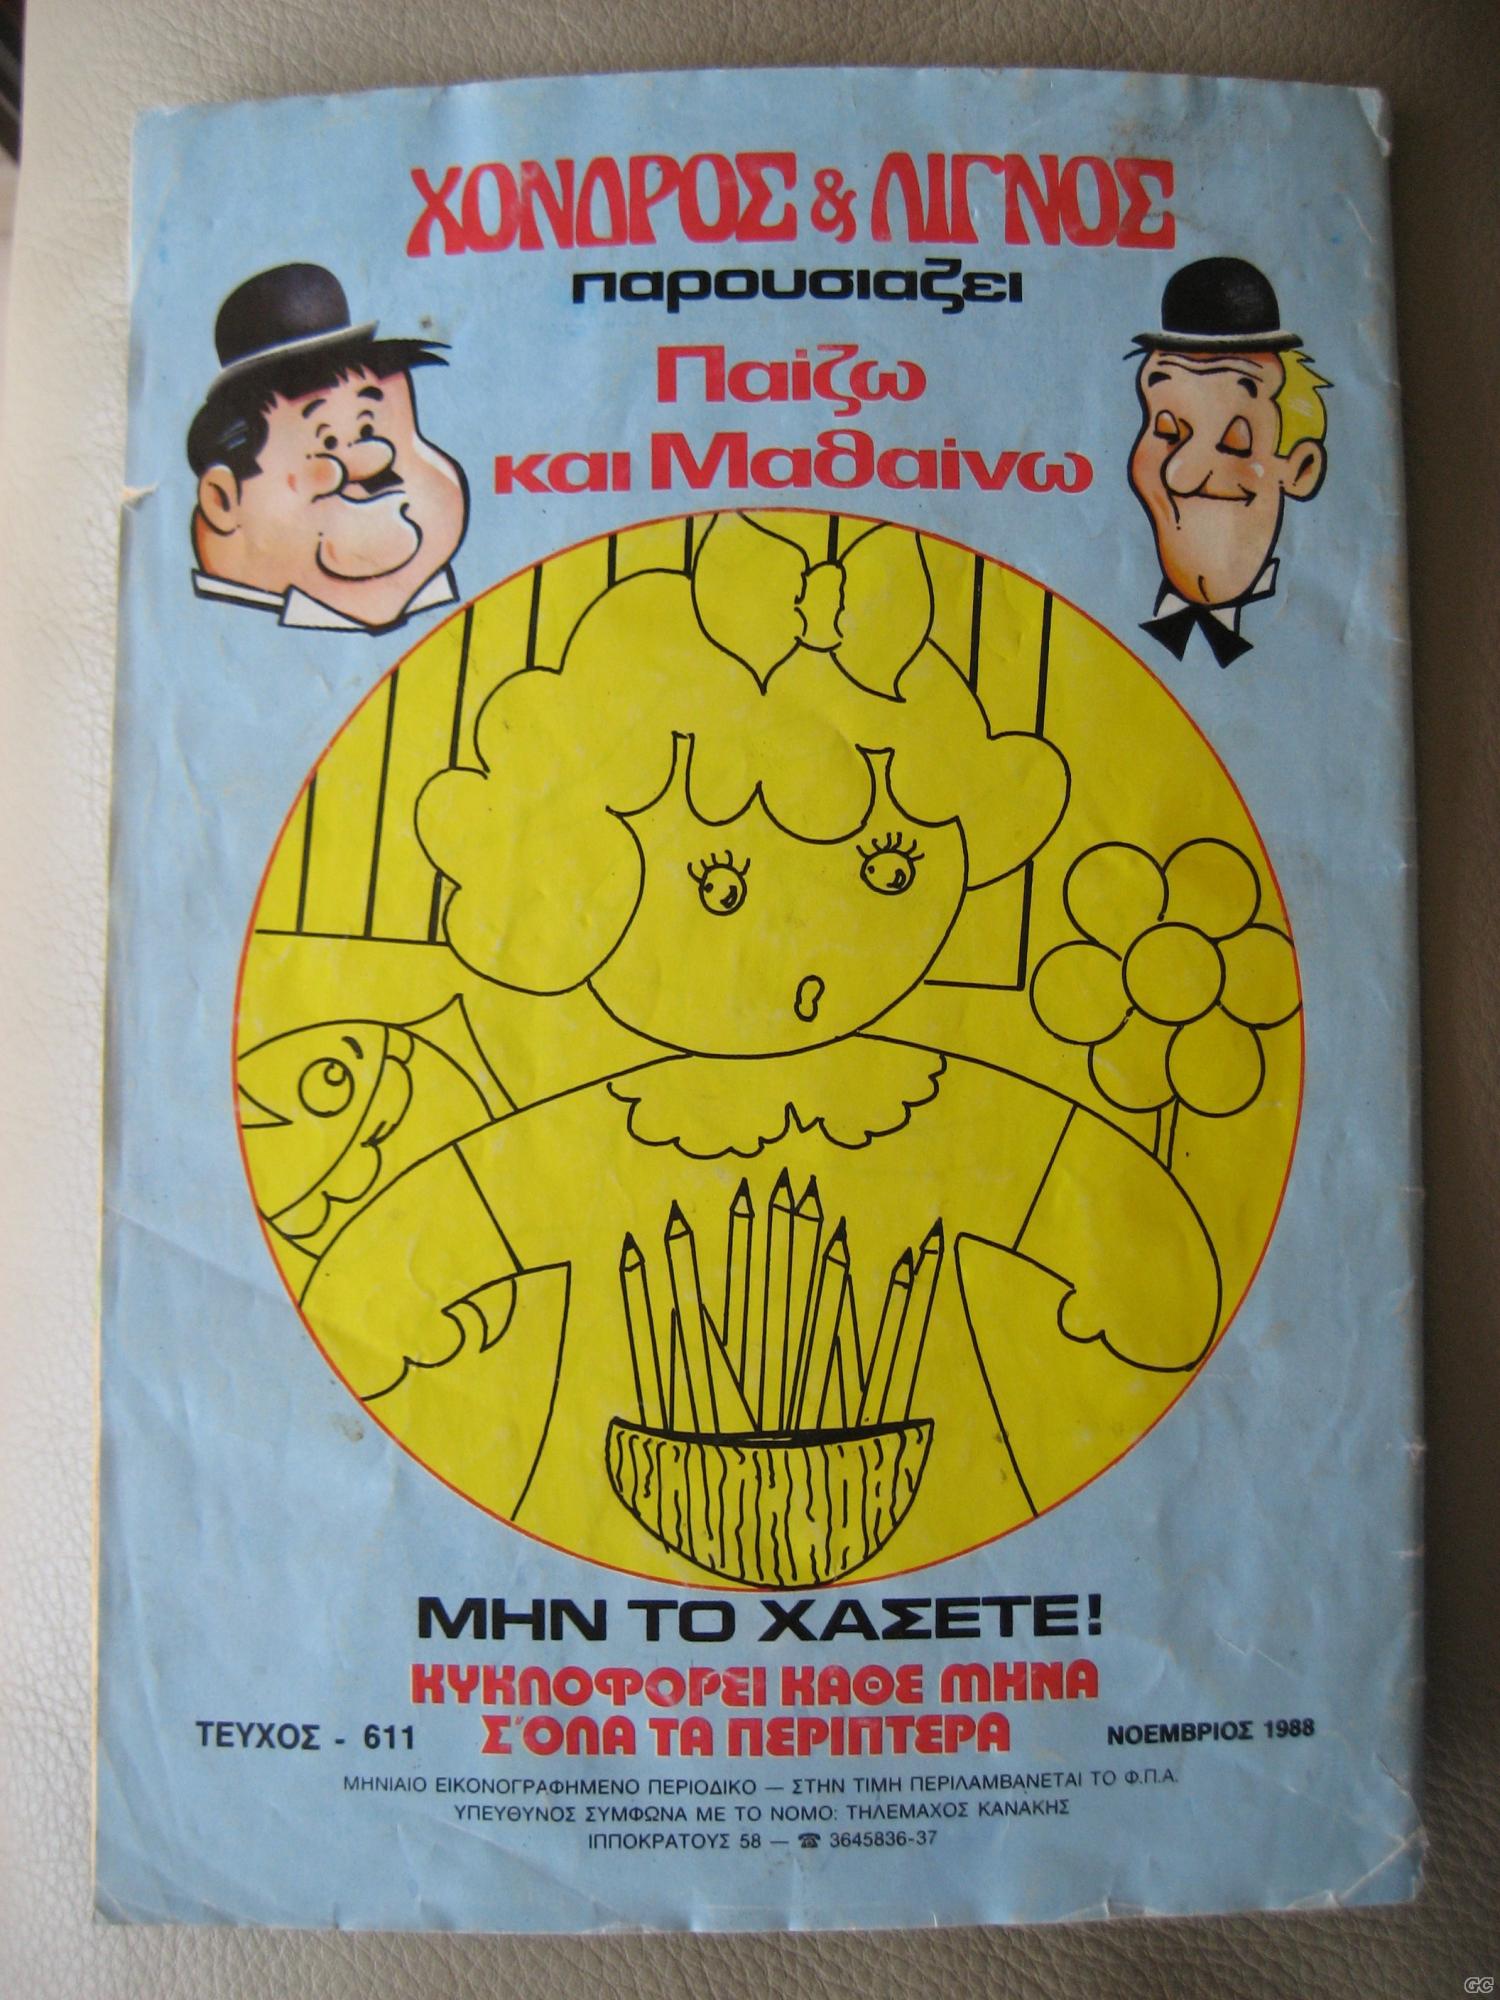 ΧΟΝΔΡΟΣ & ΛΙΓΝΟΣ
παρουσιαζει
Παίζω
και Μαθαίνω
ΜΗΝ ΤΟ ΧΑΣΕΤΕ!
ΚΥΚΛΟΦΟΡΕΙ ΚΑΘΕ ΜΗΝΑ
Σ'ΟΛΑ ΤΑ ΠΕΡΙΠΤΕΡΑ
ΤΕΥΧΟΣ - 611
ΝΟΕΜΒΡΙΟΣ 1988
ΜΗΝΙΑΙΟ ΕΙΚΟΝΟΓΡΑΦΗΜΕΝΟ ΠΕΡΙΟΔΙΚΟ — ΣΤΗΝ ΤΙΜΗ ΠΕΡΙΛΑΜΒΑΝΕΤΑΙ ΤΟ Φ.Π.Α.
ΥΠΕΥΘΥΝΟΣ ΣΥΜΦΩΝΑ ΜΕ ΤΟ ΝΟΜΟ: ΤΗΛΕΜΑΧΟΣ ΚΑΝΑΚΗΣ
ΙΠΠΟΚΡΑΤΟΥΣ 58 — ☎ 3645836-37
GC